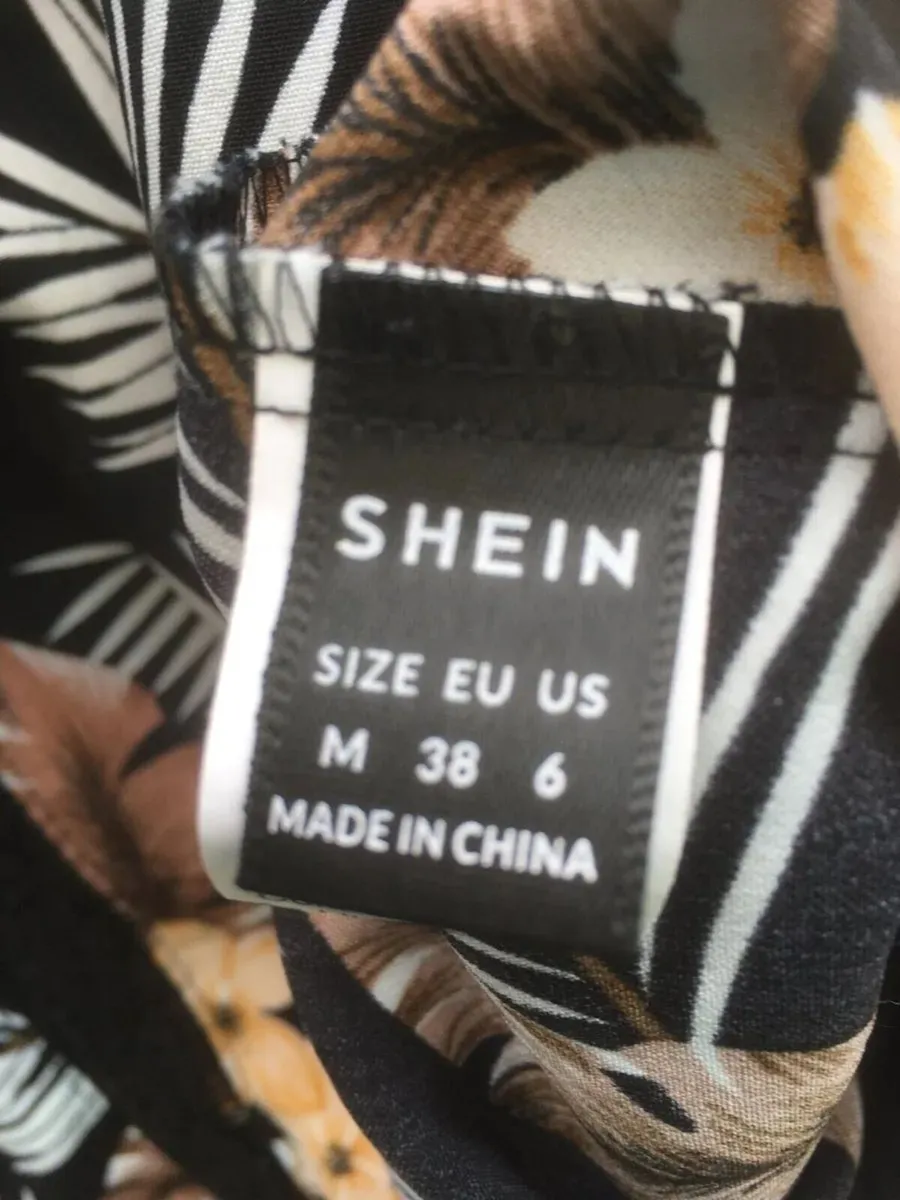 SHEIN
SIZE EU US
M 38 6
MADE IN CHINA